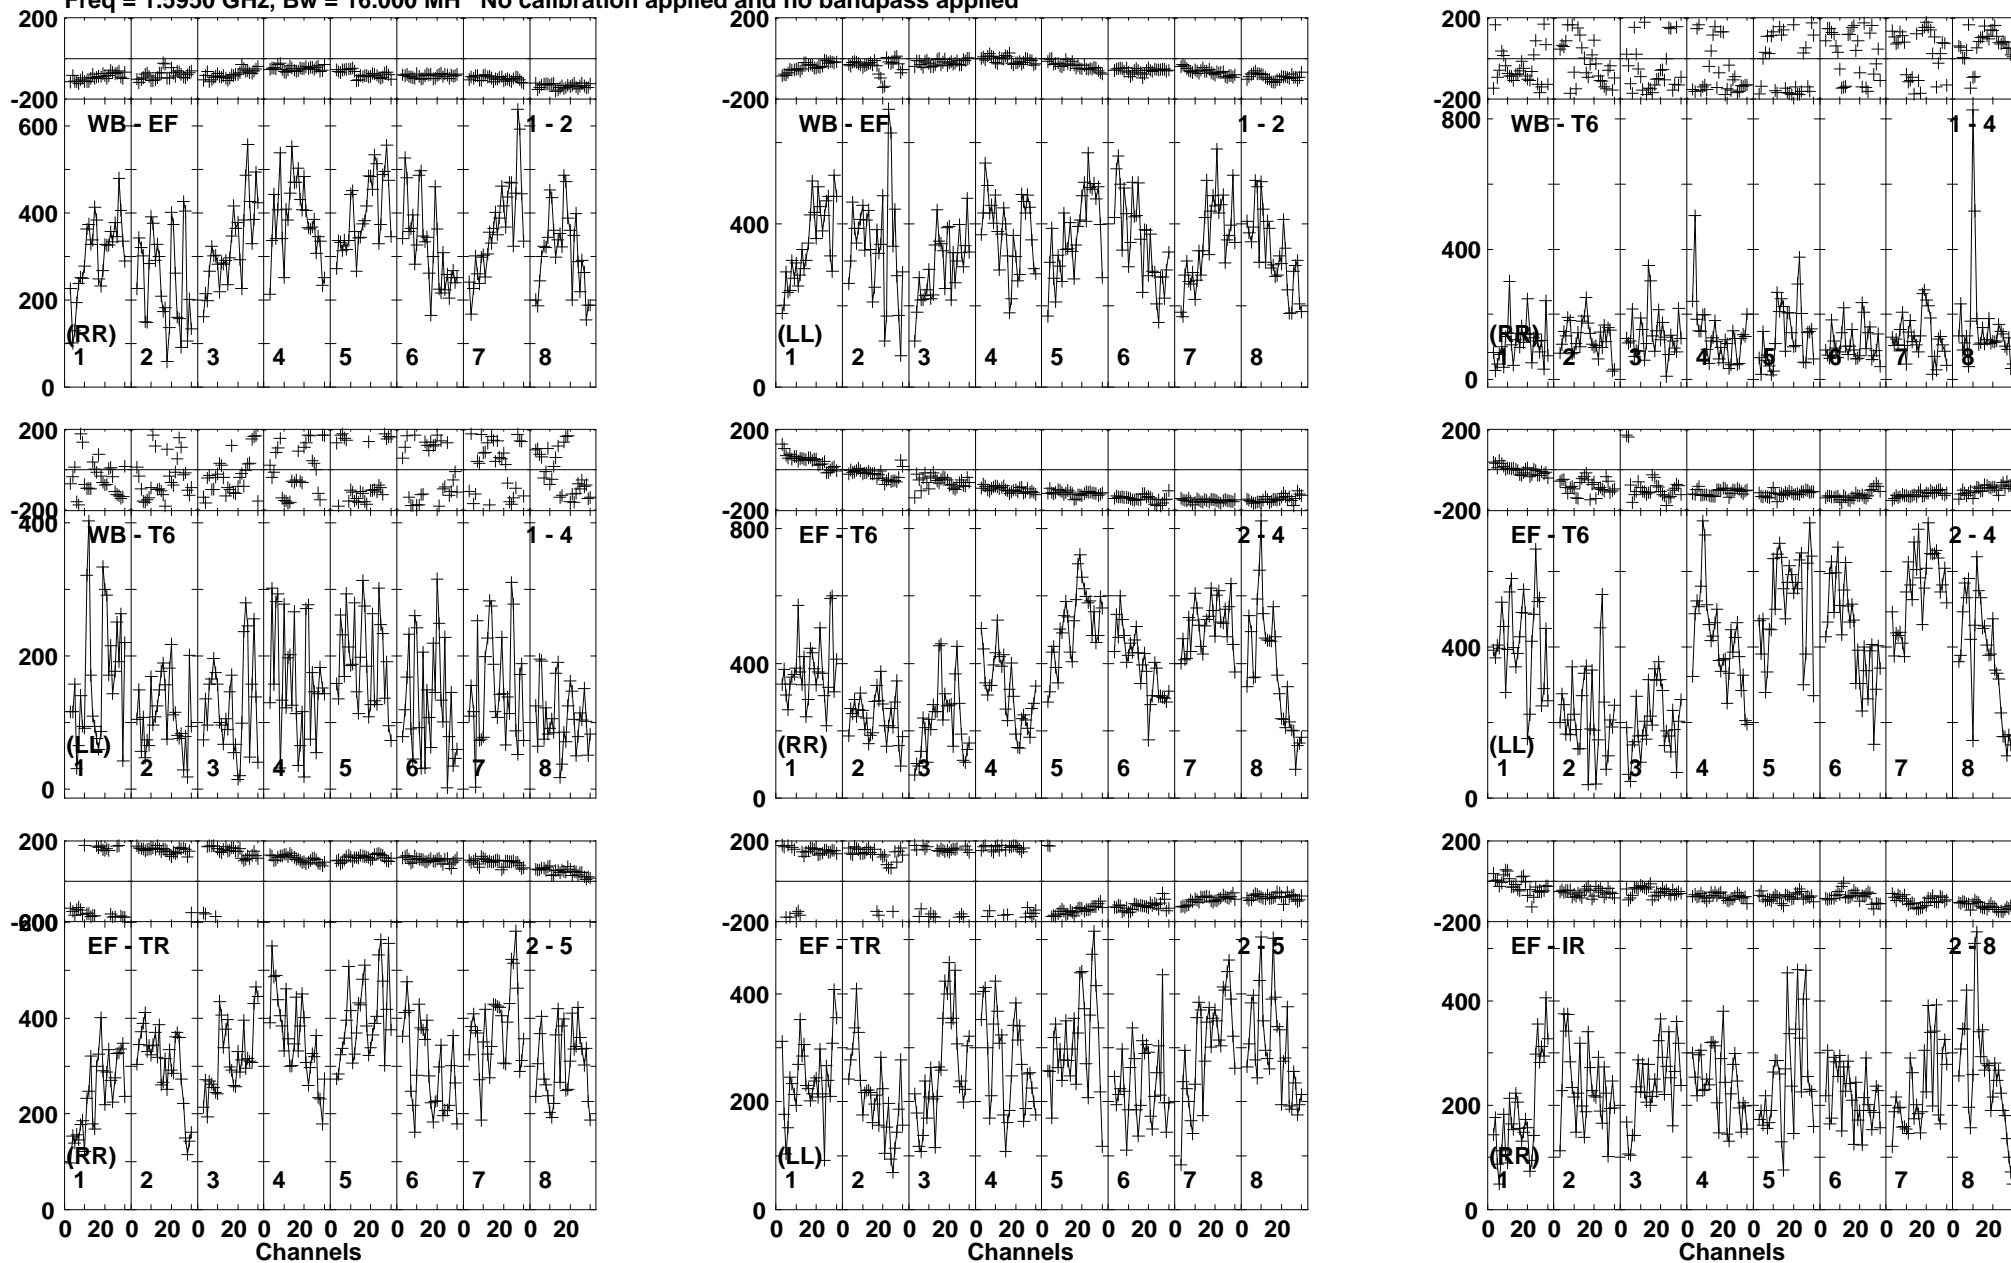 Freq = 1.5950 GHz, Bw = 16.000 MH No calibration applied and no bandpass applied
200 200 200
-200 -200 -200
600 WB - EF 1 - 2 WB - EF 1 - 2 800 WB - T6 1 - 4
400 400 400
200
(RR) (LL) (RR)
1 2 3 4 5 6 7 8 1 2 3 4 5 6 7 8 1 2 3 4 5 6 7 8
0 0 0
200 200 200
-200 -200 -200
400 WB - T6 1 - 4 800 EF - T6 2 - 4 EF - T6 2 - 4
200 400 400
(LL) (RR) (LL)
1 2 3 4 5 6 7 8 1 2 3 4 5 6 7 8 1 2 3 4 5 6 7 8
0 0 0
200 200 200
-200 -200 -200
600 EF - TR 2 - 5 EF - TR 2 - 5 EF - IR 2 - 8
400 400 400
200 200 200
(RR) (LL) (RR)
1 2 3 4 5 6 7 8 1 2 3 4 5 6 7 8 1 2 3 4 5 6 7 8
0 0 0
0 20 0 20 0 20 0 20 0 20 0 20 0 20 0 20 0 20 0 20 0 20 0 20 0 20 0 20 0 20 0 20 0 20 0 20 0 20 0 20 0 20 0 20 0 20 0 20
Channels Channels Channels